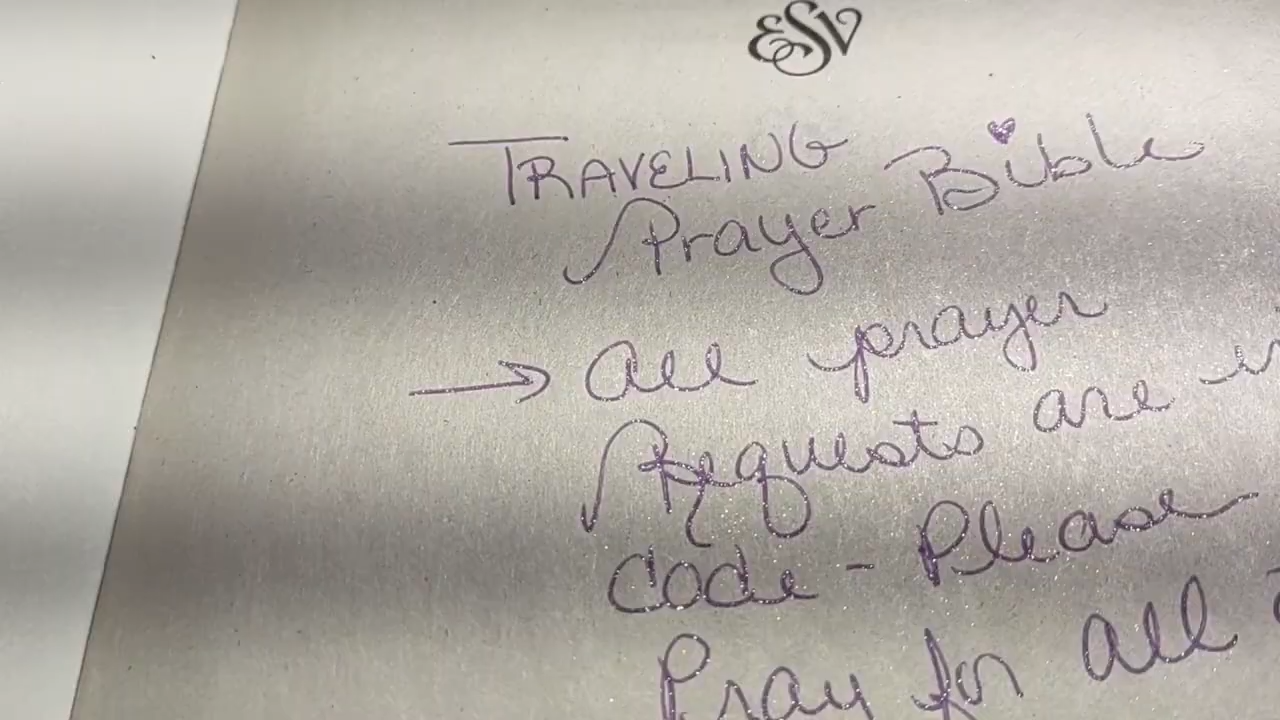 ESV
TRAVELING
Prayer Bible
→ all prayer
Requests are
Code - Please
Pray for all